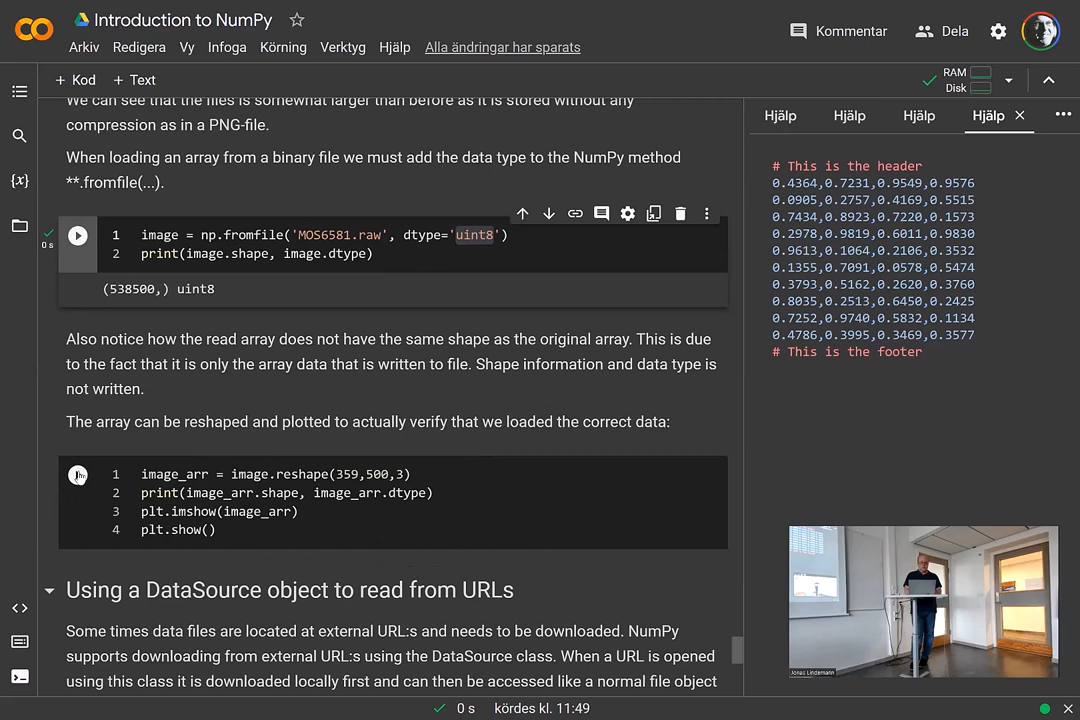 Introduction to NumPy
Arkiv Redigera Vy Infoga Körning Verktyg Hjälp Alla ändringar har sparats
Kommentar
Dela
+ Kod + Text
RAM
Disk
We can see that the files is somewhat larger than before as it is stored without any
compression as in a PNG-file.
When loading an array from a binary file we must add the data type to the NumPy method
**.fromfile(...).
0 s
1 image = np.fromfile('MOS6581.raw', dtype='uint8')
2 print(image.shape, image.dtype)
(538500,) uint8
Also notice how the read array does not have the same shape as the original array. This is due
to the fact that it is only the array data that is written to file. Shape information and data type is
not written.
The array can be reshaped and plotted to actually verify that we loaded the correct data:
1 image_arr = image.reshape(359,500,3)
2 print(image_arr.shape, image_arr.dtype)
3 plt.imshow(image_arr)
4 plt.show()
Using a DataSource object to read from URLs
Some times data files are located at external URL:s and needs to be downloaded. NumPy
supports downloading from external URL:s using the DataSource class. When a URL is opened
using this class it is downloaded locally first and can then be accessed like a normal file object
Hjälp Hjälp Hjälp Hjälp
# This is the header
0.4364,0.7231,0.9549,0.9576
0.0905,0.2757,0.4169,0.5515
0.7434,0.8923,0.7220,0.1573
0.2978,0.9819,0.6011,0.9830
0.9613,0.1064,0.2106,0.3532
0.1355,0.7091,0.0578,0.5474
0.3793,0.5162,0.2620,0.3760
0.8035,0.2513,0.6450,0.2425
0.7252,0.9740,0.5832,0.1134
0.4786,0.3995,0.3469,0.3577
# This is the footer
Jonas Lindemann
0 s kördes kl. 11:49